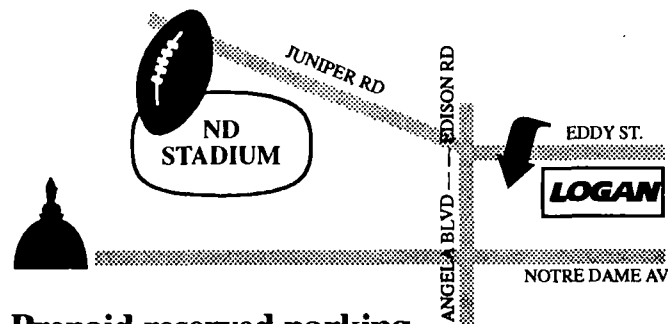 JUNIPER RD
ANGELA BLVD — — — EDISON RD
EDDY ST.
ND
STADIUM
LOGAN
NOTRE DAME AV
Prepaid reserved parking